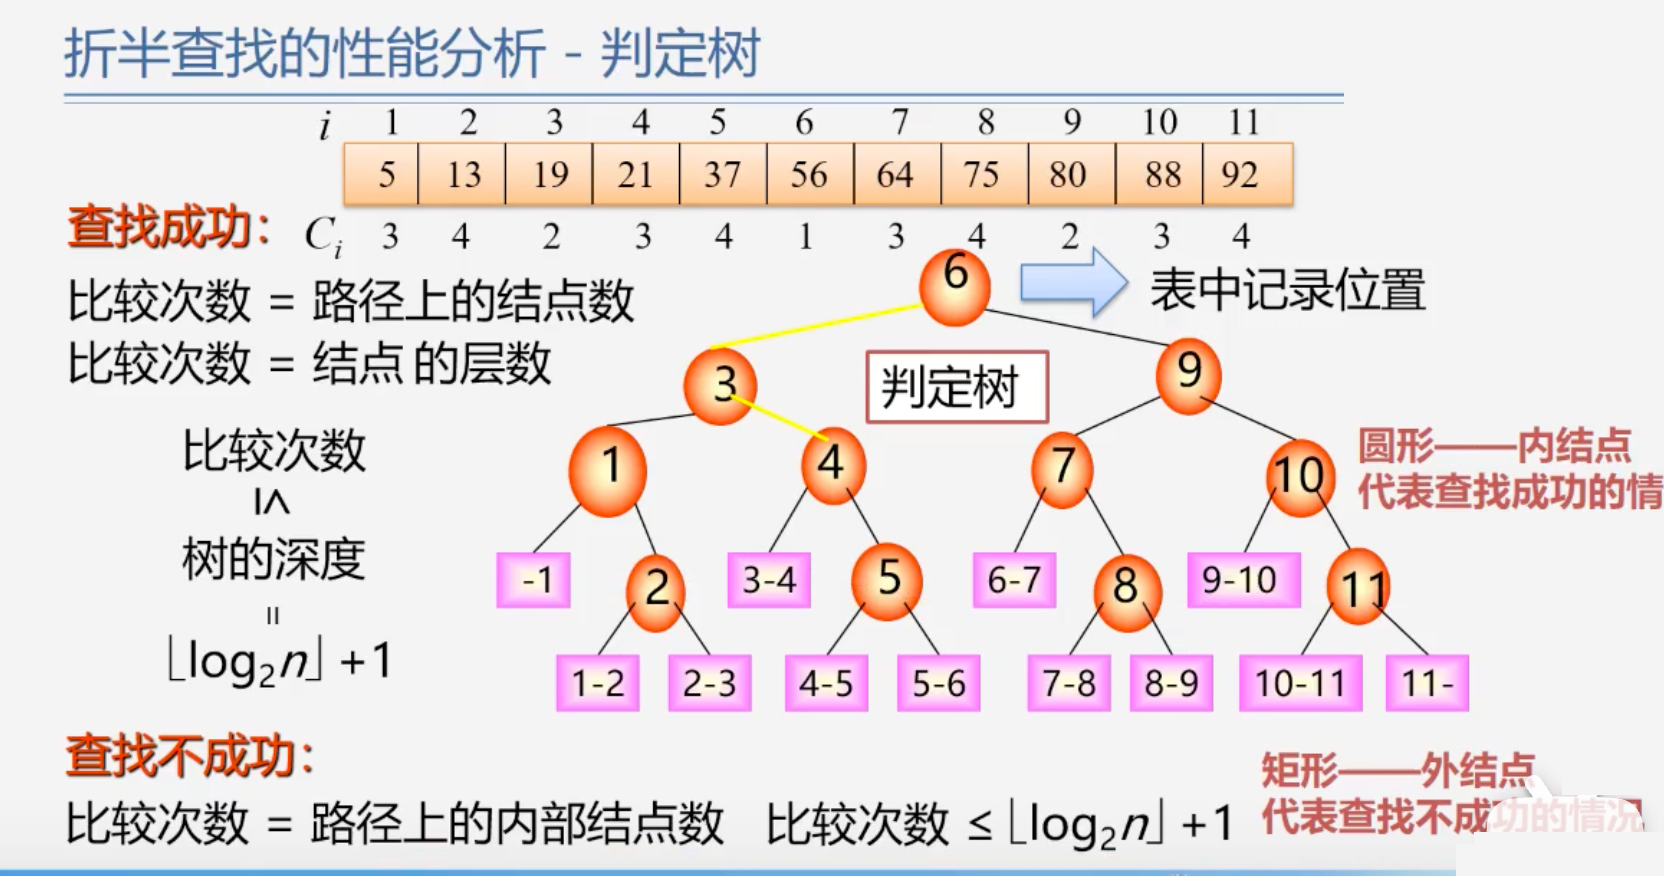 折半查找的性能分析 - 判定树
i 1 2 3 4 5 6 7 8 9 10 11
5 13 19 21 37 56 64 75 80 88 92
查找成功：
Ci 3 4 2 3 4 1 3 4 2 3 4
比较次数 = 路径上的结点数
比较次数 = 结点 的层数
比较次数
≤
树的深度
=
⌊log₂n⌋ +1
6
表中记录位置
3
判定树
9
1
4
7
10
圆形——内结点
代表查找成功的情
-1
2
3-4
5
6-7
8
9-10
11
1-2
2-3
4-5
5-6
7-8
8-9
10-11
11-
查找不成功：
比较次数 = 路径上的内部结点数
比较次数 ≤ ⌊log₂n⌋ +1
矩形——外结点
代表查找不成功的情况